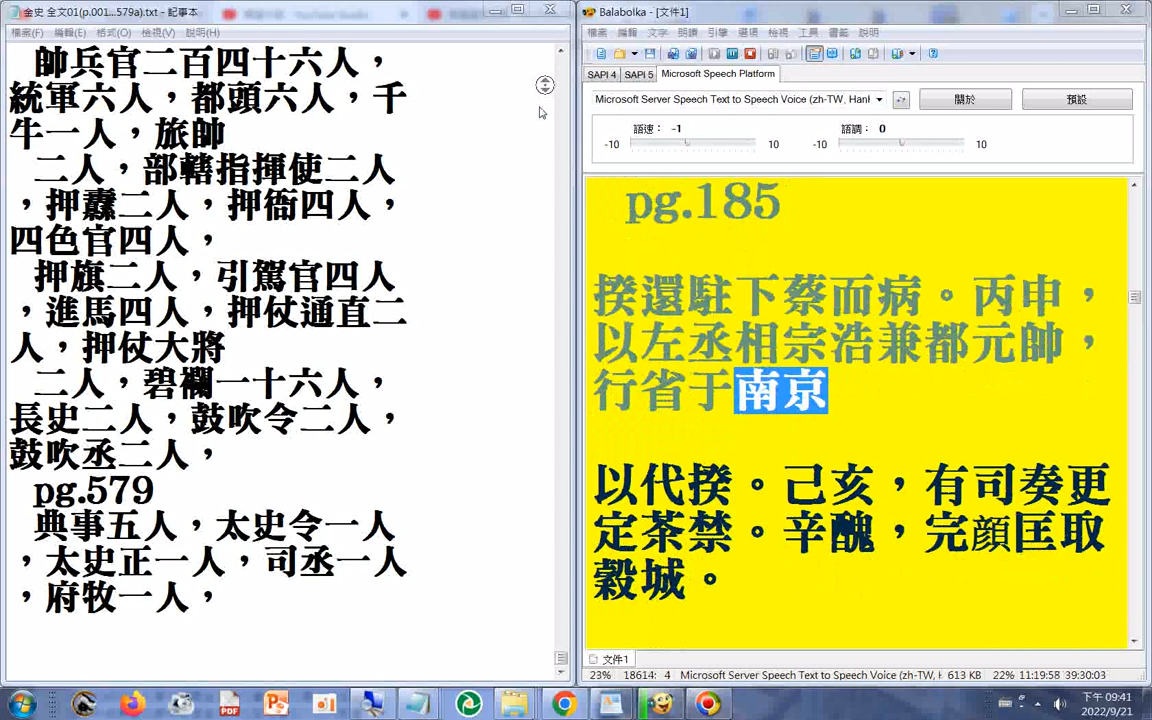 金史 全文01(p.001...579a).txt - 記事本
檔案(F) 編輯(E) 格式(O) 檢視(V) 說明(H)
帥兵官二百四十六人，
統軍六人，都頭六人，千
牛一人，旅帥
二人，部轄指揮使二人
，押纛二人，押衙四人，
四色官四人，
押旗二人，引駕官四人
，進馬四人，押仗通直二
人，押仗大將
二人，碧襴一十六人，
長史二人，鼓吹令二人，
鼓吹丞二人，
pg.579
典事五人，太史令一人
，太史正一人，司丞一人
，府牧一人，
Balabolka - [文件1]
檔案 編輯 文字 朗讀 引擎 選項 檢視 工具 書籤 說明
SAPI 4 SAPI 5 Microsoft Speech Platform
Microsoft Server Speech Text to Speech Voice (zh-TW, Han
關於 預設
語速： -1 語調： 0
-10 10 -10 10
pg.185
揆還駐下蔡而病。丙申，
以左丞相宗浩兼都元帥，
行省于南京
以代揆。己亥，有司奏更
定茶禁。辛醜，完顏匡取
穀城。
文件1
23% 18614: 4 Microsoft Server Speech Text to Speech Voice (zh-TW, 613 KB 22% 11:19:58 39:30:03
PDF
下午 09:41
2022/9/21